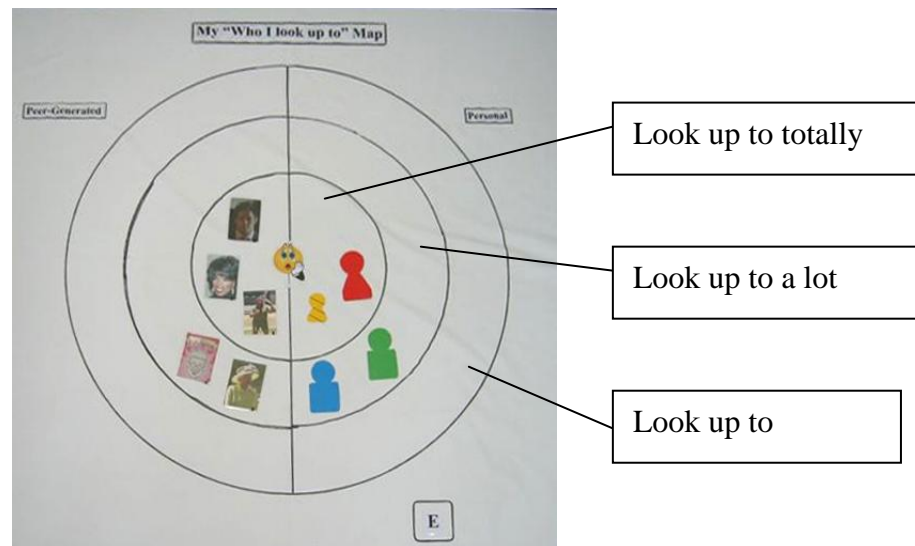 My "Who I look up to" Map
Peer-Generated
Personal
Look up to totally
Look up to a lot
Look up to
E